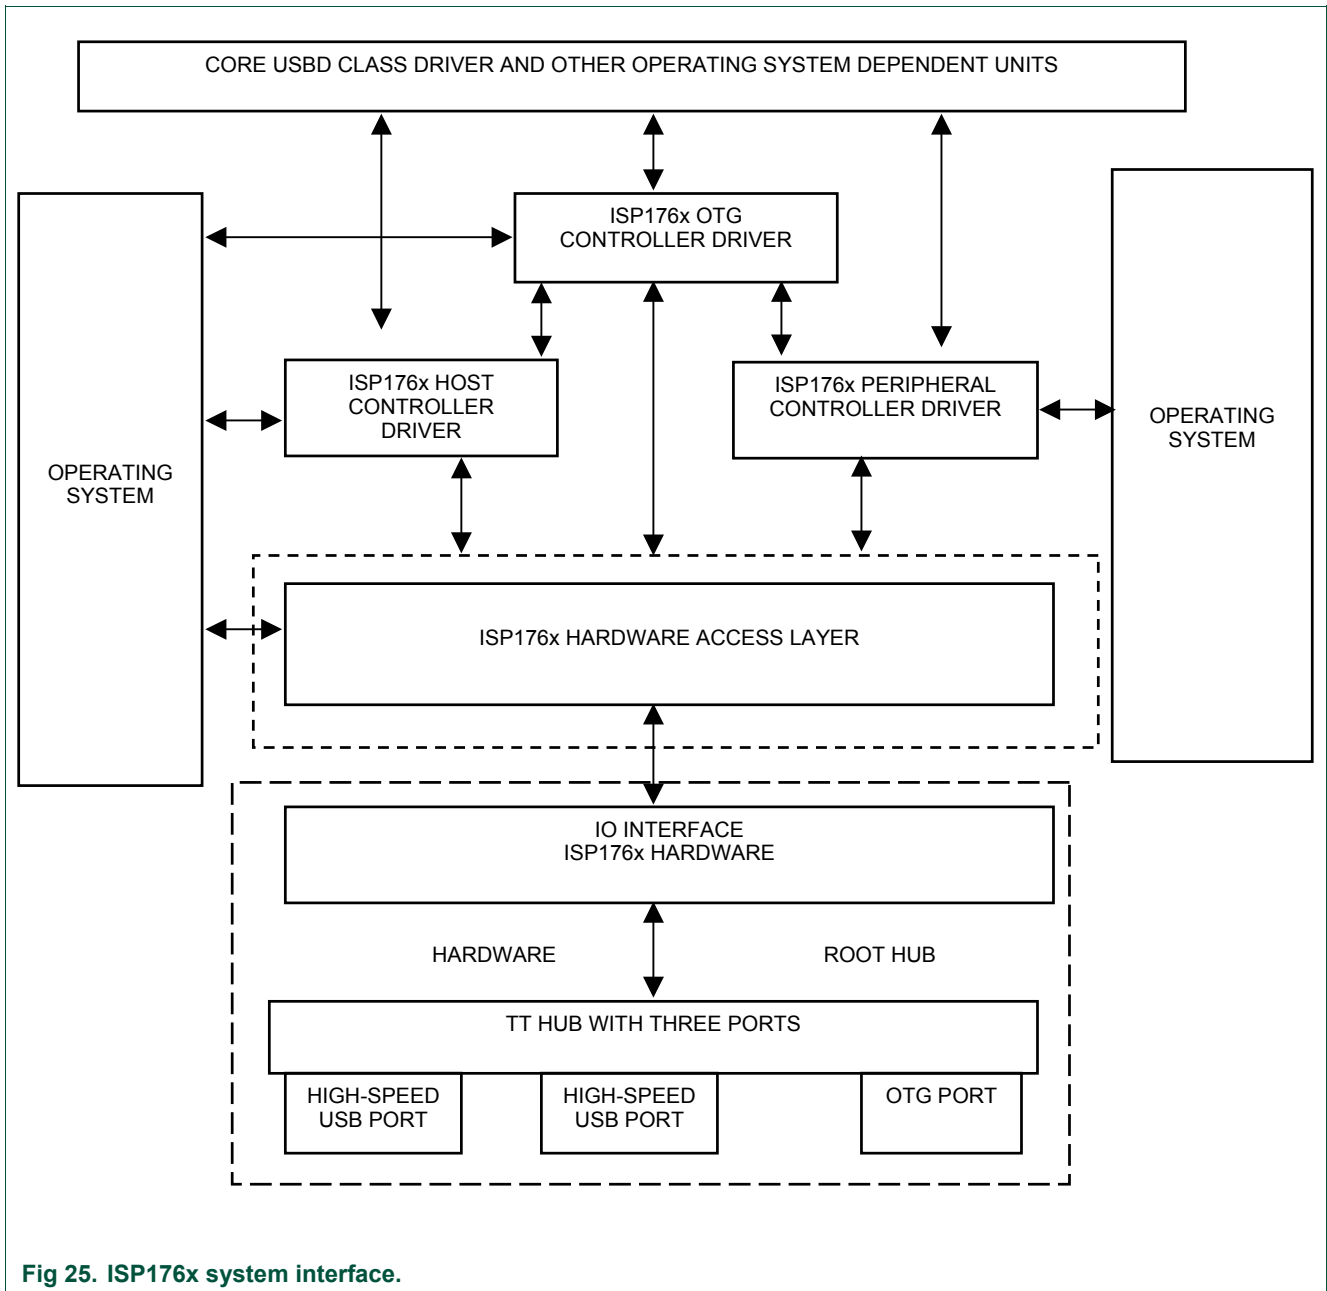 CORE USBD CLASS DRIVER AND OTHER OPERATING SYSTEM DEPENDENT UNITS
ISP176x OTG
CONTROLLER DRIVER
ISP176x HOST
CONTROLLER
DRIVER
ISP176x PERIPHERAL
CONTROLLER DRIVER
OPERATING
SYSTEM
OPERATING
SYSTEM
ISP176x HARDWARE ACCESS LAYER
IO INTERFACE
ISP176x HARDWARE
HARDWARE
ROOT HUB
TT HUB WITH THREE PORTS
HIGH-SPEED
USB PORT
HIGH-SPEED
USB PORT
OTG PORT
Fig 25. ISP176x system interface.